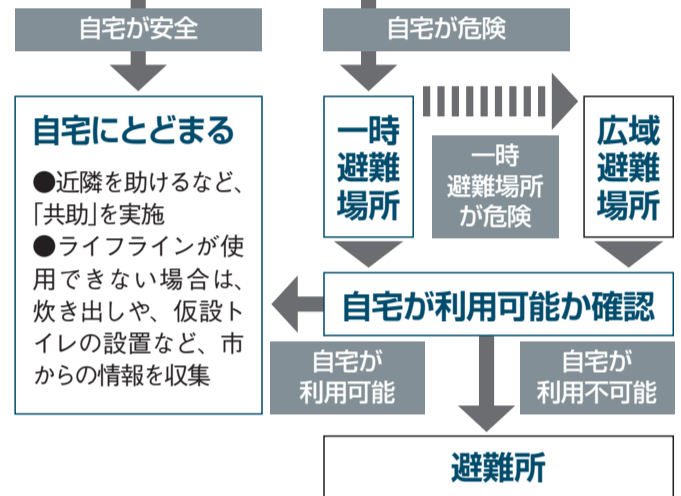 自宅が安全
自宅が危険
自宅にとどまる
●近隣を助けるなど、
「共助」を実施
●ライフラインが使
用できない場合は、
炊き出しや、仮設ト
イレの設置など、市
からの情報を収集
一時
避難
場所
一時
避難場所
が危険
広域
避難
場所
自宅が利用可能か確認
自宅が
利用可能
自宅が
利用不可能
避難所